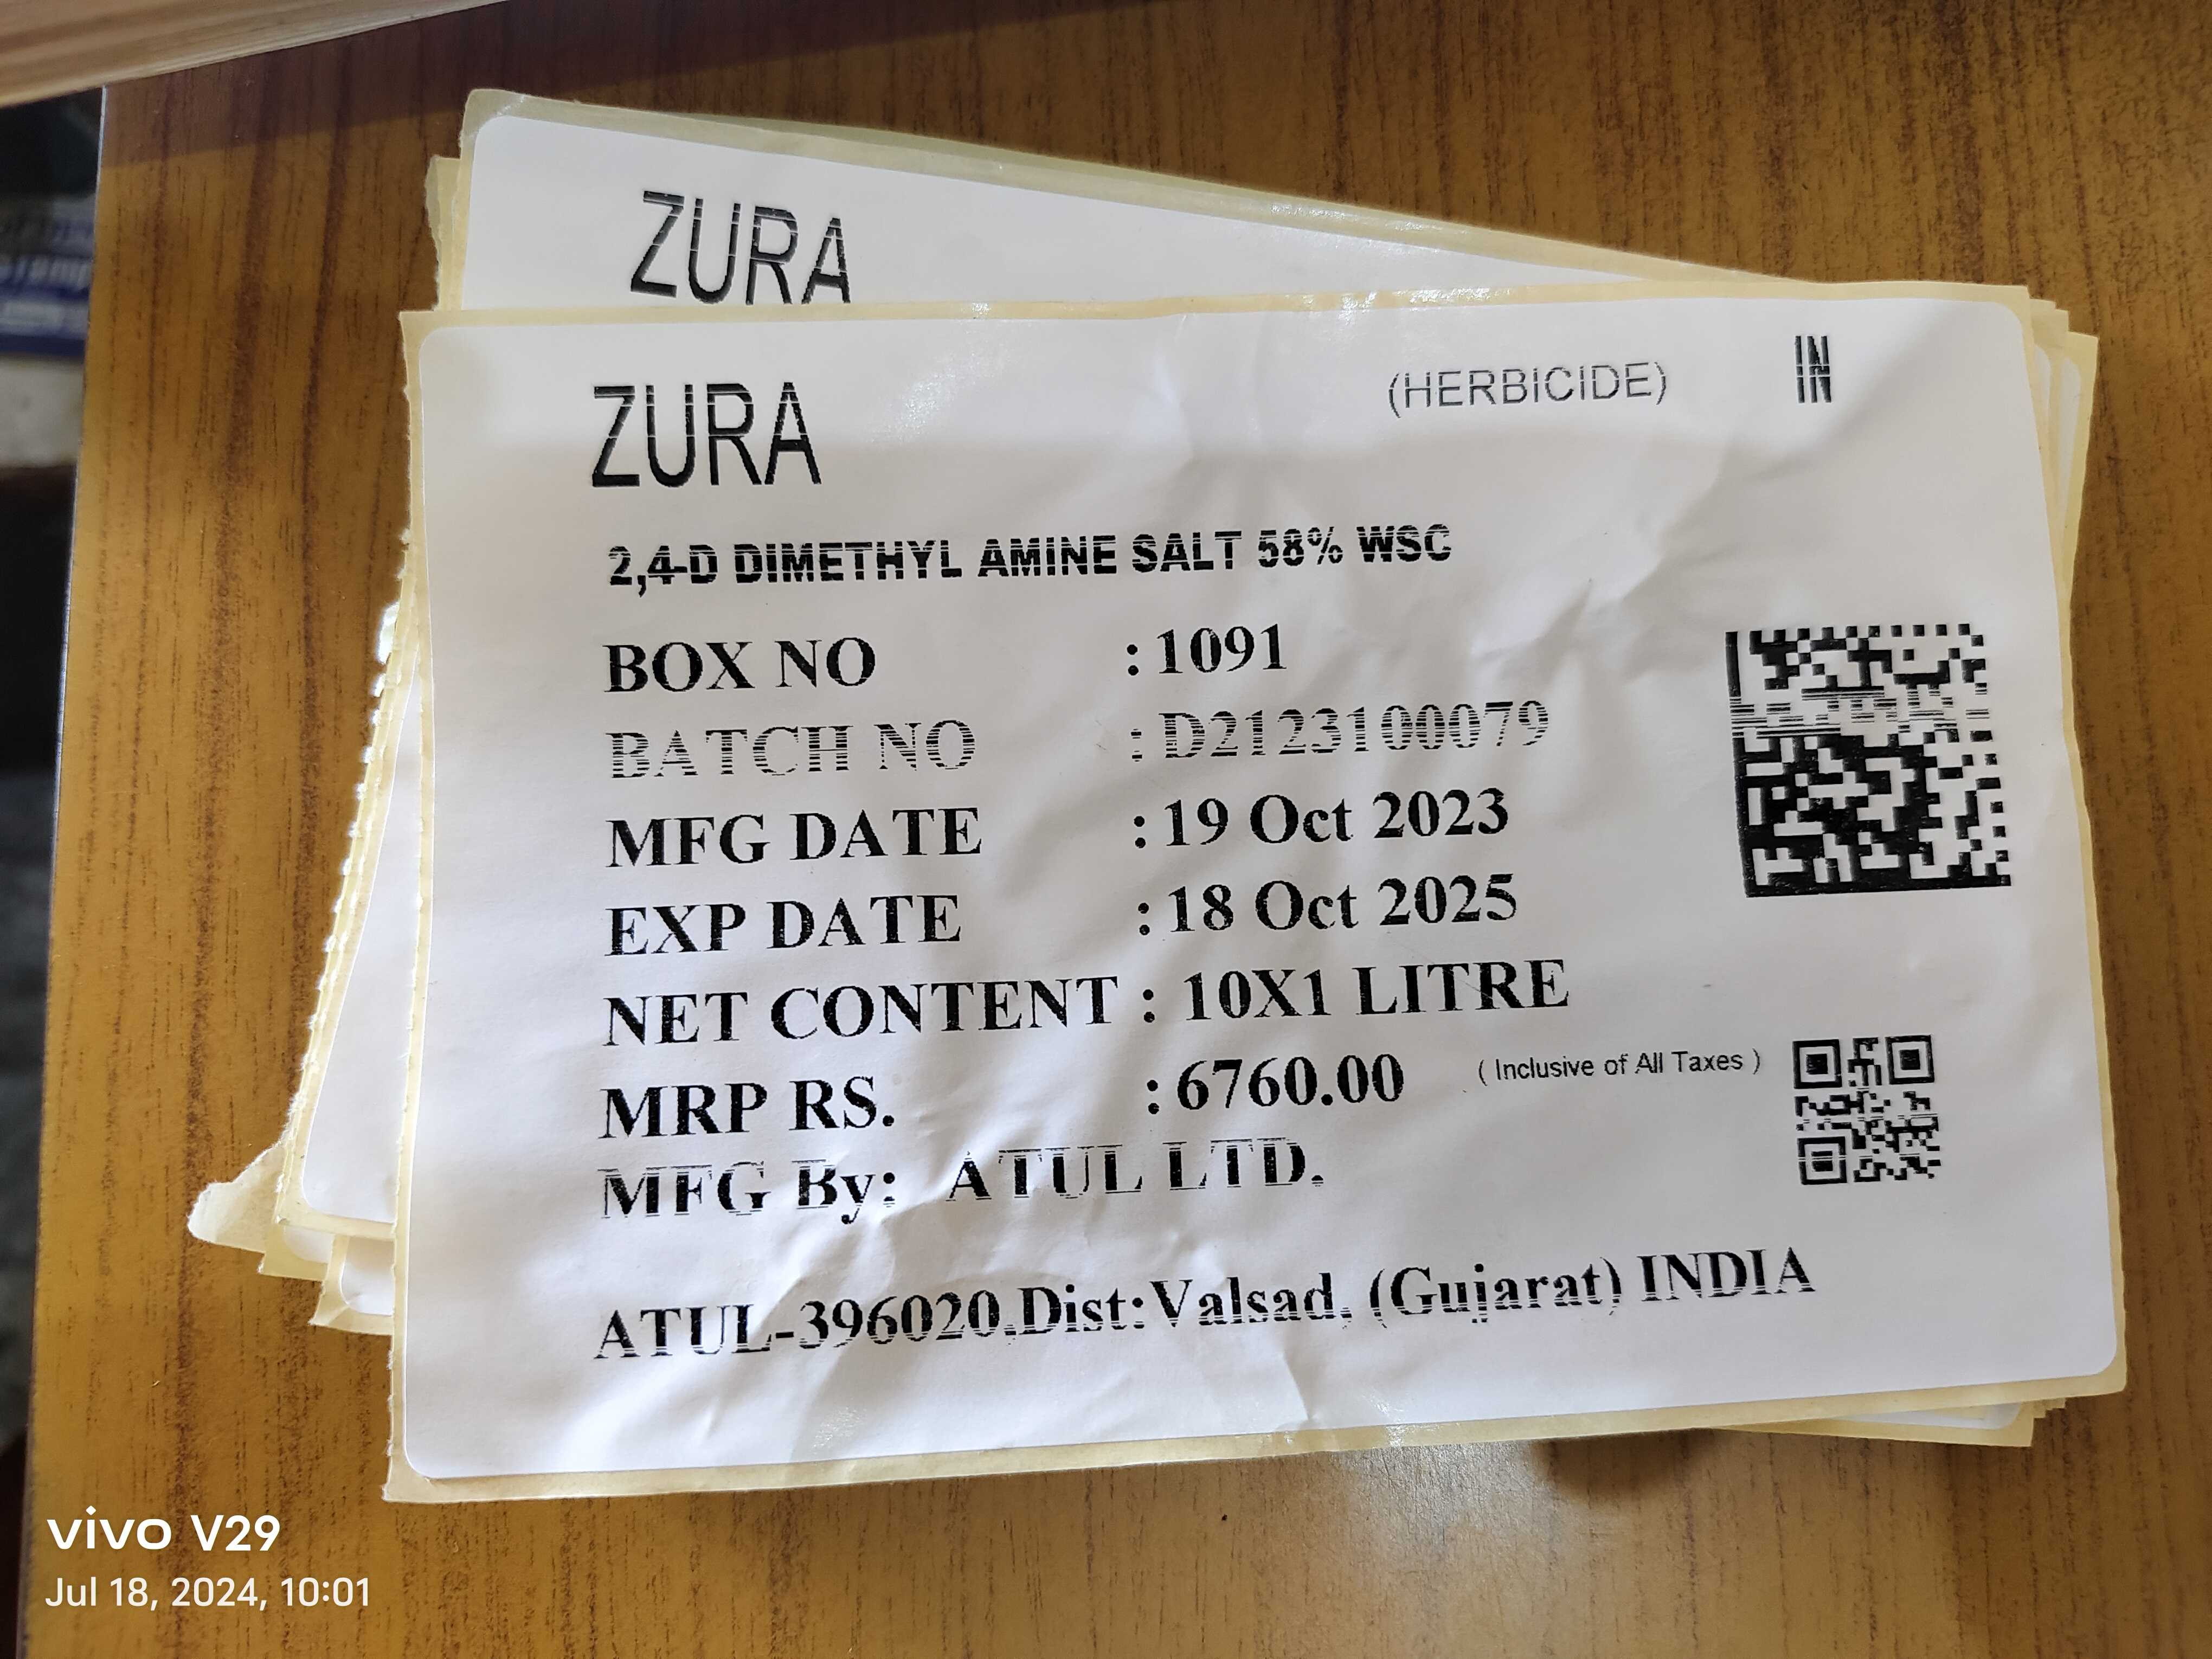 ZURA
ZURA (HERBICIDE) IN
2,4-D DIMETHYL AMINE SALT 58% WSC
BOX NO : 1091
BATCH NO : D2123100079
MFG DATE : 19 Oct 2023
EXP DATE : 18 Oct 2025
NET CONTENT : 10X1 LITRE
MRP RS. : 6760.00 ( Inclusive of All Taxes )
MFG By: ATUL LTD.
ATUL-396020,Dist:Valsad, (Gujarat) INDIA
vivo V29
Jul 18, 2024, 10:01